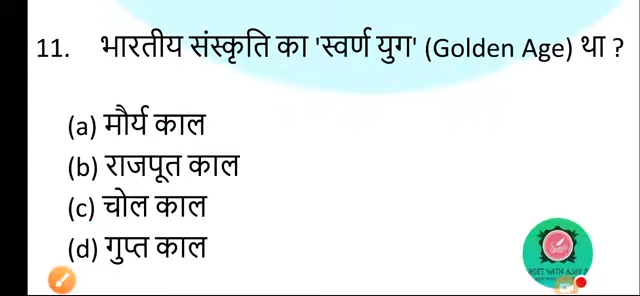 11. भारतीय संस्कृति का 'स्वर्ण युग' (Golden Age) था ?
(a) मौर्य काल
(b) राजपूत काल
(c) चोल काल
(d) गुप्त काल